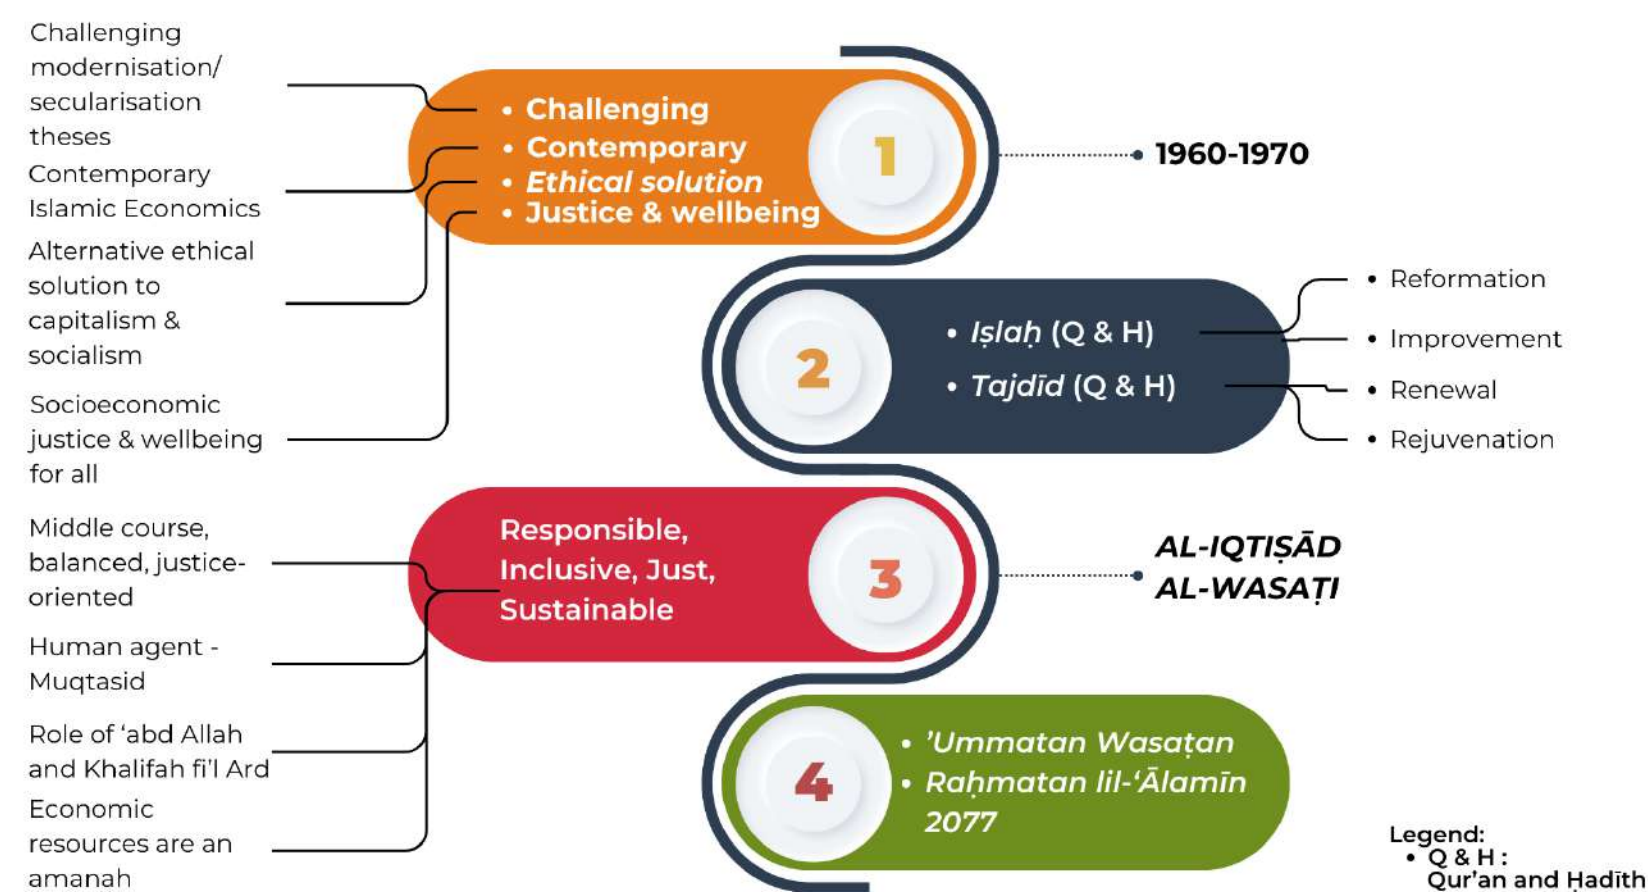 Challenging
modernisation/
secularisation
theses
Contemporary
Islamic Economics
Alternative ethical
solution to
capitalism &
socialism
Socioeconomic
justice & wellbeing
for all
• Challenging
• Contemporary
• Ethical solution
• Justice & wellbeing
1
1960-1970
2
• Iṣlaḥ (Q & H)
• Tajdīd (Q & H)
• Reformation
• Improvement
• Renewal
• Rejuvenation
Middle course,
balanced, justice-
oriented
Human agent -
Muqtasid
Role of ‘abd Allah
and Khalifah fi’l Ard
Economic
resources are an
amanah
Responsible,
Inclusive, Just,
Sustainable
3
AL-IQTIṢĀD
AL-WASAṬI
4
• ’Ummatan Wasaṭan
• Raḥmatan lil-‘Ālamīn
2077
Legend:
• Q & H :
Qur’an and Ḥadīth